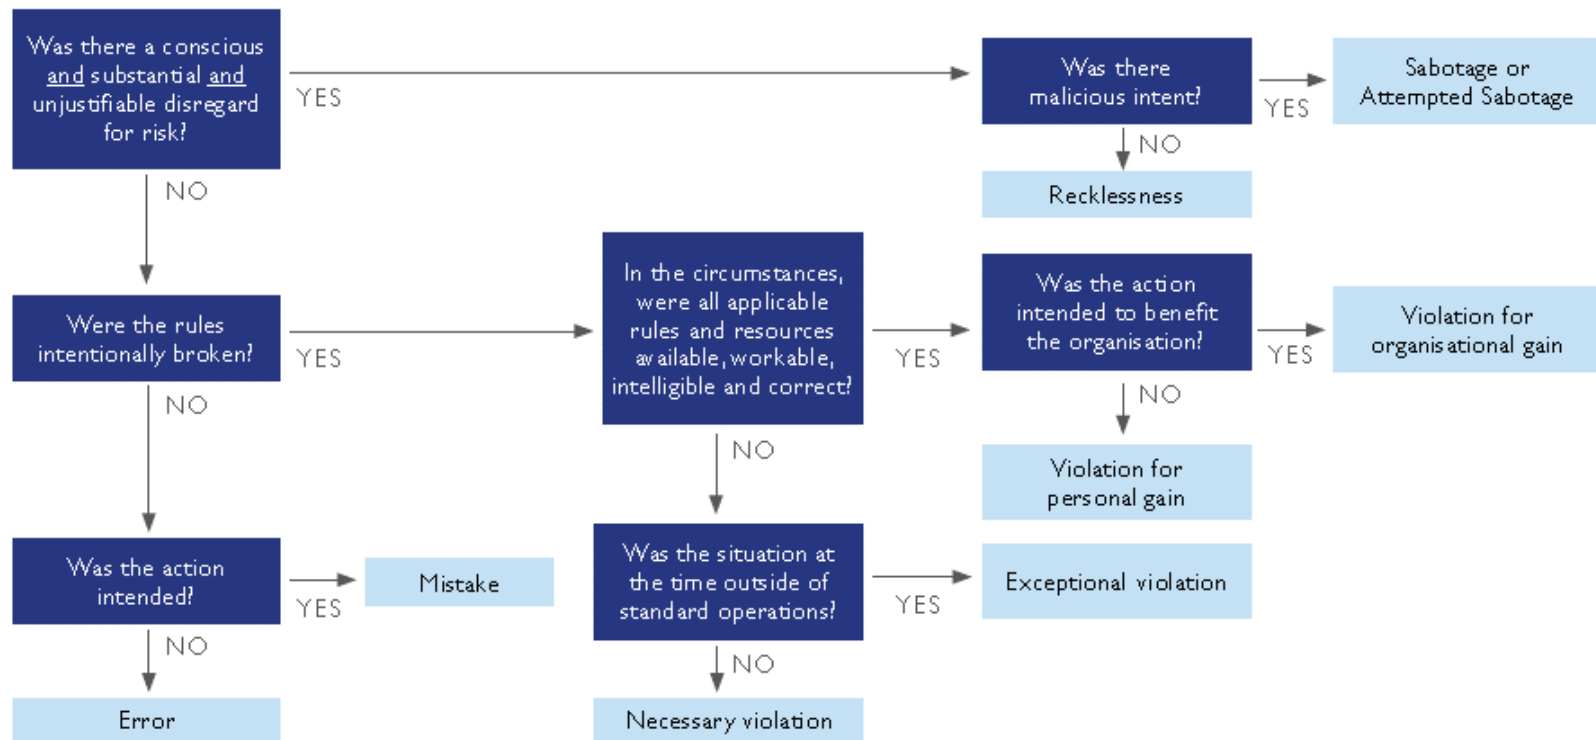 Was there a conscious
and substantial and
unjustifiable disregard
for risk?
YES
Was there
malicious intent?
YES
Sabotage or
Attempted Sabotage
NO
NO
Recklessness
Were the rules
intentionally broken?
YES
In the circumstances,
were all applicable
rules and resources
available, workable,
intelligible and correct?
YES
Was the action
intended to benefit
the organisation?
YES
Violation for
organisational gain
NO
NO
NO
Violation for
personal gain
Was the action
intended?
YES
Mistake
Was the situation at
the time outside of
standard operations?
YES
Exceptional violation
NO
NO
Error
Necessary violation